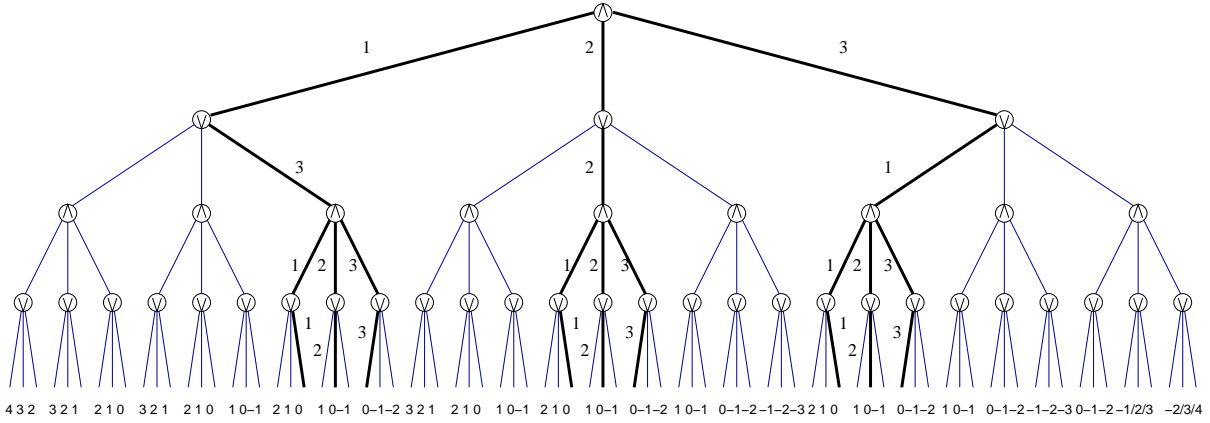 ∧
1 2 3
∨ ∨ ∨
3 2 1
∧ ∧ ∧ ∧ ∧ ∧ ∧ ∧ ∧
1 2 3 1 2 3 1 2 3
∨ ∨ ∨ ∨ ∨ ∨ ∨ ∨ ∨ ∨ ∨ ∨ ∨ ∨ ∨ ∨ ∨ ∨ ∨ ∨ ∨ ∨ ∨ ∨ ∨ ∨ ∨
1 3 1 3 1 3
2 2 2
4 3 2 3 2 1 2 1 0 3 2 1 2 1 0 1 0−1 2 1 0 1 0−1 0−1−2 3 2 1 2 1 0 1 0−1 2 1 0 1 0−1 0−1−2 1 0−1 0−1−2 −1−2−3 2 1 0 1 0−1 0−1−2 1 0−1 0−1−2 −1−2−3 0−1−2 −1/2/3 −2/3/4